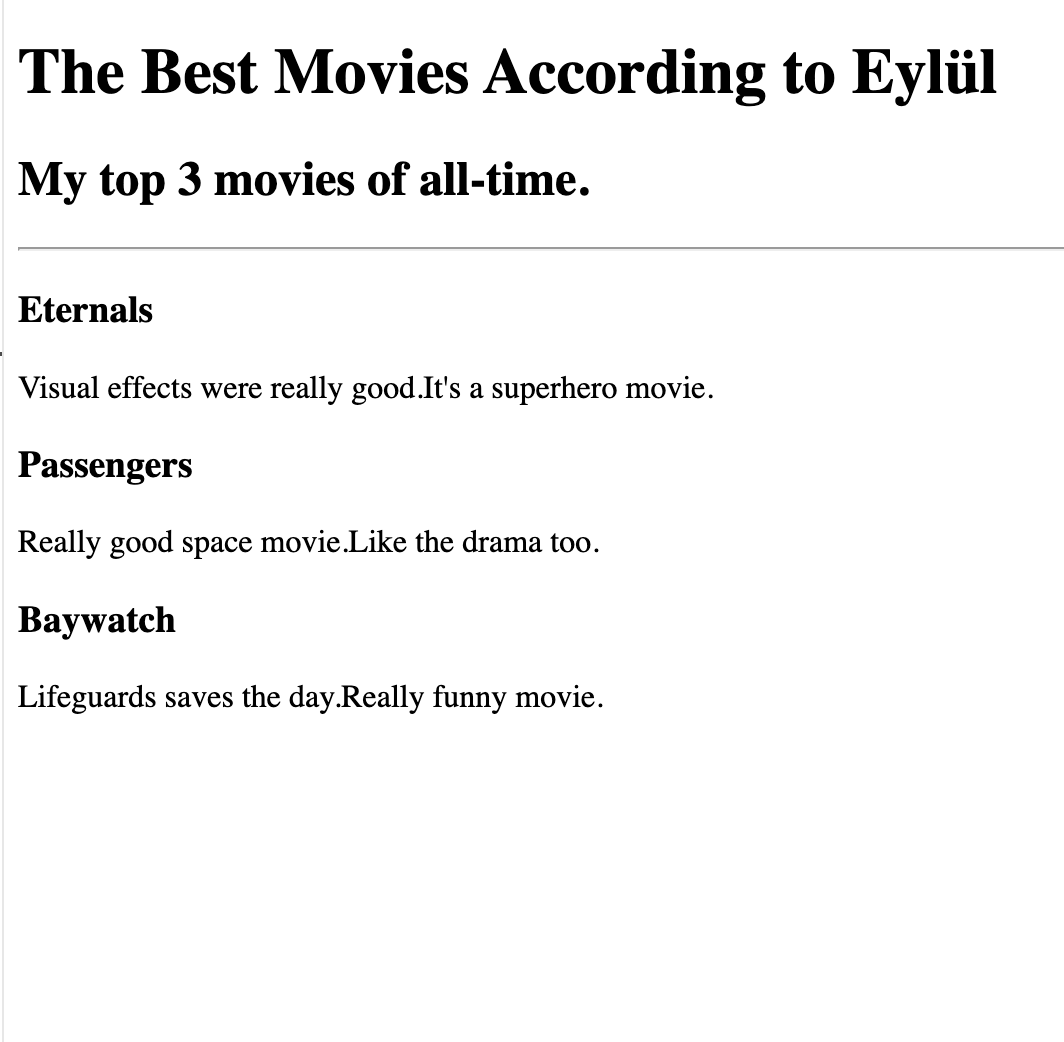 The Best Movies According to Eylül
My top 3 movies of all-time.
Eternals
Visual effects were really good.It's a superhero movie.
Passengers
Really good space movie.Like the drama too.
Baywatch
Lifeguards saves the day.Really funny movie.